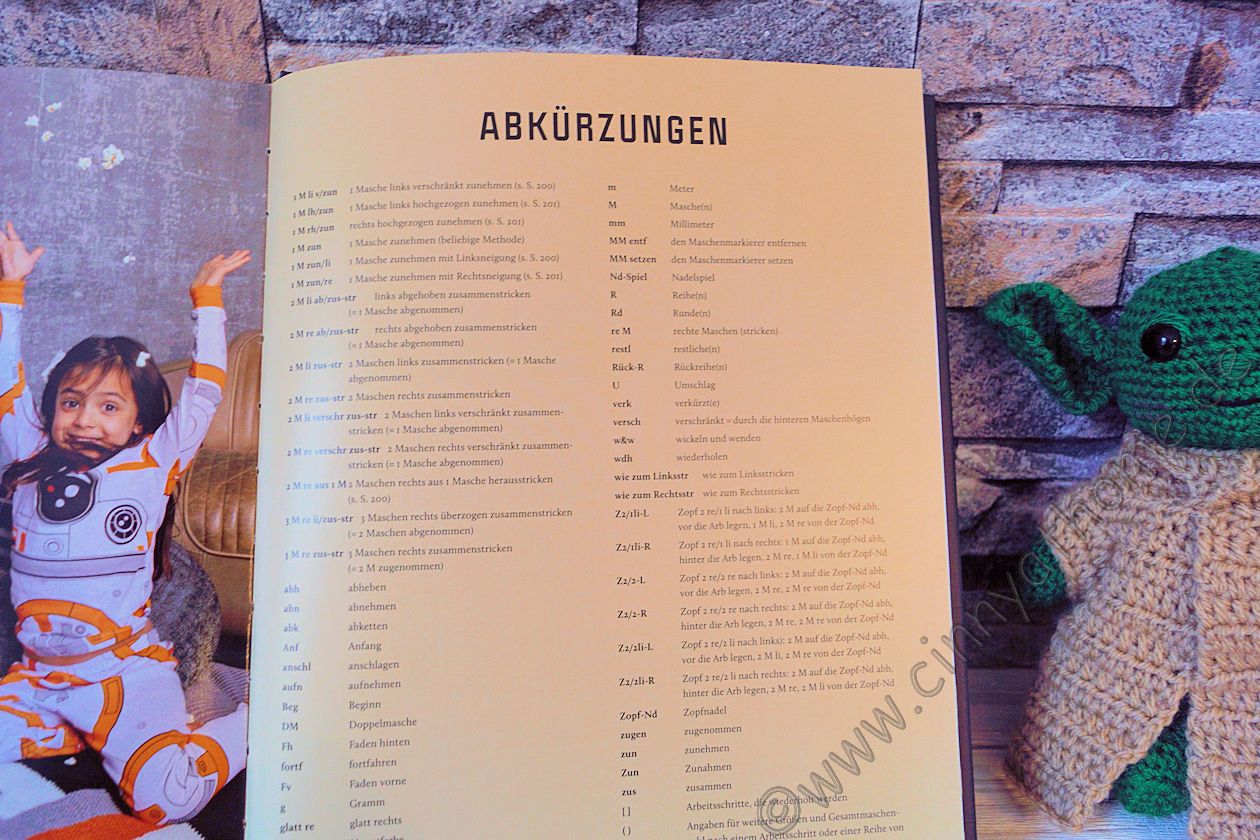 ABKÜRZUNGEN
1 M li v/zun 1 Masche links verschränkt zunehmen (s. S. 200)
1 M lh/zun 1 Masche links hochgezogen zunehmen (s. S. 201)
1 M rh/zun rechts hochgezogen zunehmen (s. S. 201)
1 M zun 1 Masche zunehmen (beliebige Methode)
1 M zun/li 1 Masche zunehmen mit Linksneigung (s. S. 200)
1 M zun/re 1 Masche zunehmen mit Rechtsneigung (s. S. 201)
2 M li ab/zus-str links abgehoben zusammenstricken
(= 1 Masche abgenommen)
2 M re ab/zus-str rechts abgehoben zusammenstricken
(= 1 Masche abgenommen)
2 M li zus-str 2 Maschen links zusammenstricken (= 1 Masche
abgenommen)
2 M re zus-str 2 Maschen rechts zusammenstricken
2 M li verschr zus-str 2 Maschen links verschränkt zusammen-
stricken (= 1 Masche abgenommen)
2 M re verschr zus-str 2 Maschen rechts verschränkt zusammen-
stricken (= 1 Masche abgenommen)
2 M re aus 1 M 2 Maschen rechts aus 1 Masche herausstricken
(s. S. 200)
3 M re ü/zus-str 3 Maschen rechts überzogen zusammenstricken
(= 2 Maschen abgenommen)
3 M re zus-str 3 Maschen rechts zusammenstricken
(= 2 M zugenommen)
abh abheben
abn abnehmen
abk abketten
Anf Anfang
anschl anschlagen
aufn aufnehmen
Beg Beginn
DM Doppelmasche
Fh Faden hinten
fortf fortfahren
Fv Faden vorne
g Gramm
glatt re glatt rechts
m Meter
M Masche(n)
mm Millimeter
MM entf den Maschenmarkierer entfernen
MM setzen den Maschenmarkierer setzen
Nd-Spiel Nadelspiel
R Reihe(n)
Rd Runde(n)
re M rechte Maschen (stricken)
restl restliche(n)
Rück-R Rückreihe(n)
U Umschlag
verk verkürzt(e)
versch verschränkt = durch die hinteren Maschenbögen
w&w wickeln und wenden
wdh wiederholen
wie zum Linksstr wie zum Linksstricken
wie zum Rechtsstr wie zum Rechtsstricken
Z2/1li-L Zopf 2 re/1 li nach links: 2 M auf die Zopf-Nd abh,
vor die Arb legen, 1 M li, 2 M re von der Zopf-Nd
Z2/1li-R Zopf 2 re/1 li nach rechts: 1 M auf die Zopf-Nd abh,
hinter die Arb legen, 2 M re, 1 M li von der Zopf-Nd
Z2/2-L Zopf 2 re/2 re nach links: 2 M auf die Zopf-Nd abh,
vor die Arb legen, 2 M re, 2 M re von der Zopf-Nd
Z2/2-R Zopf 2 re/2 re nach rechts: 2 M auf die Zopf-Nd abh,
hinter die Arb legen, 2 M re, 2 M re von der Zopf-Nd
Z2/2li-L Zopf 2 re/2 li nach links): 2 M auf die Zopf-Nd abh,
vor die Arb legen, 2 M li, 2 M re von der Zopf-Nd
Z2/2li-R Zopf 2 re/2 li nach rechts: 2 M auf die Zopf-Nd abh,
hinter die Arb legen, 2 M re, 2 M li von der Zopf-Nd
Zopf-Nd Zopfnadel
zugen zugenommen
zun zunehmen
Zun Zunahmen
zus zusammen
[ ] Arbeitsschritte, die wiederholt werden
( ) Angaben für weitere Größen und Gesamtmaschen-
nach einem Arbeitsschritt oder einer Reihe von